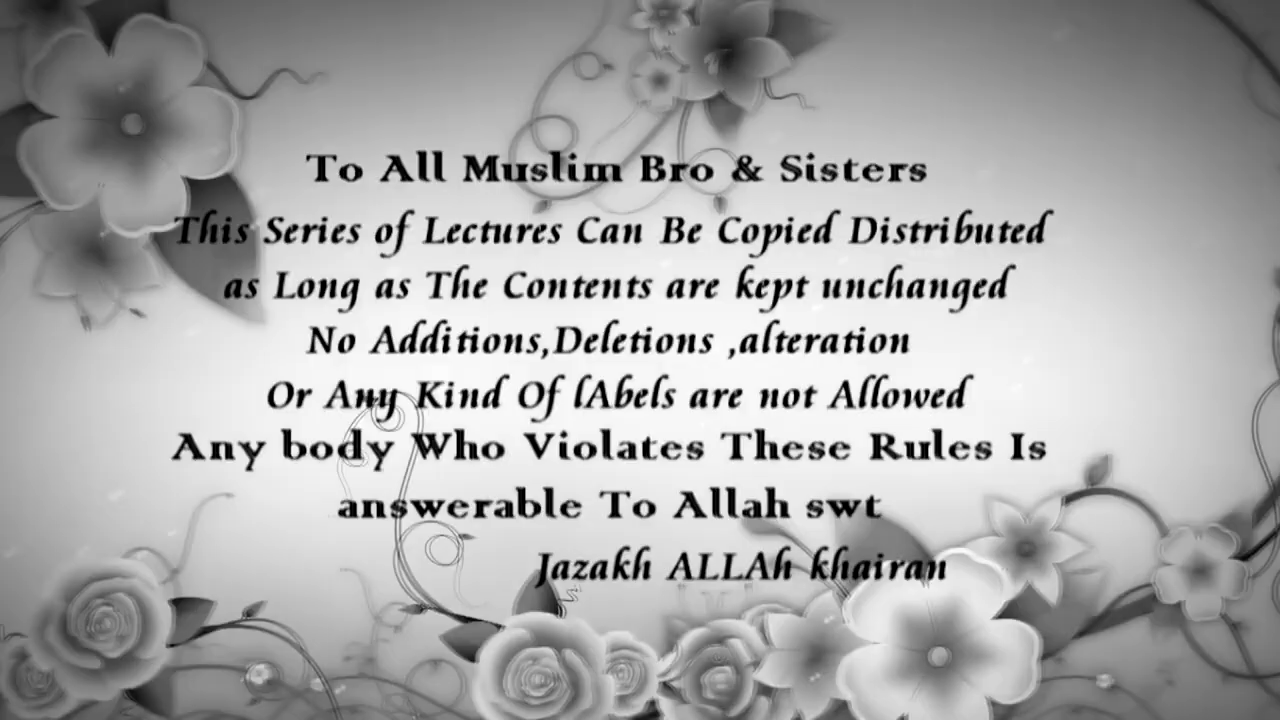 To All Muslim Bro & Sisters
This Series of Lectures Can Be Copied Distributed
as Long as The Contents are kept unchanged
No Additions,Deletions ,alteration
Or Any Kind Of lAbels are not Allowed
Any body Who Violates These Rules Is
answerable To Allah swt
Jazakh ALLAh khairan